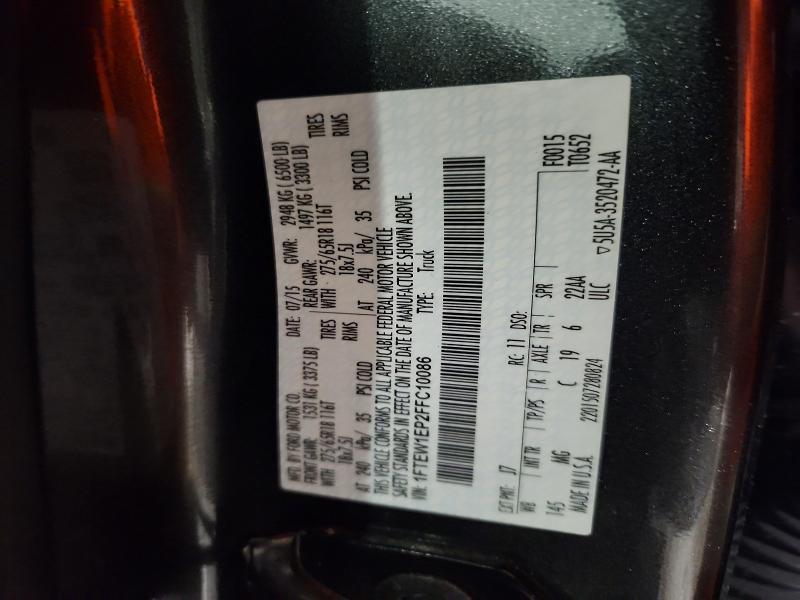 MFD. BY FORD MOTOR CO. DATE: 07/15 GVWR: 2948 KG ( 6500 LB)
FRONT GAWR: 1531 KG ( 3375 LB) REAR GAWR: 1497 KG ( 3300 LB)
WITH 275/65R18 116T TIRES WITH 275/65R18 116T TIRES
18x7.5J RIMS 18x7.5J RIMS
AT 240 kPa/ 35 PSI COLD AT 240 kPa/ 35 PSI COLD
THIS VEHICLE CONFORMS TO ALL APPLICABLE FEDERAL MOTOR VEHICLE
SAFETY STANDARDS IN EFFECT ON THE DATE OF MANUFACTURE SHOWN ABOVE.
VIN: 1FTEW1EP2FFC10086 TYPE: Truck
EXT PNT: J7 RC: 11 DSO:
WB INT TR TP/PS R AXLE TR SPR F0015
145 MG C 19 6 22AA T0652
MADE IN U.S.A. 2201507280824 ULC 5U5A-3520472-AA